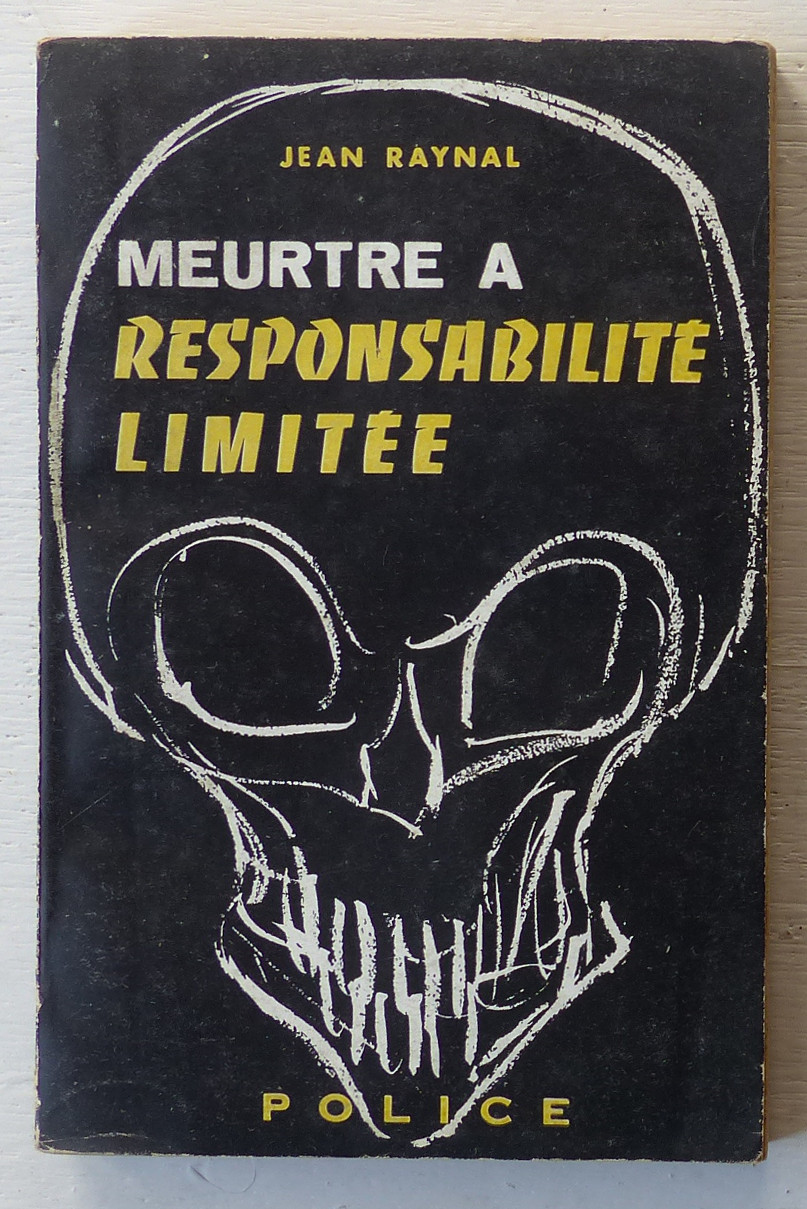 JEAN RAYNAL
MEURTRE A
RESPONSABILITÉ
LIMITÉE
POLICE